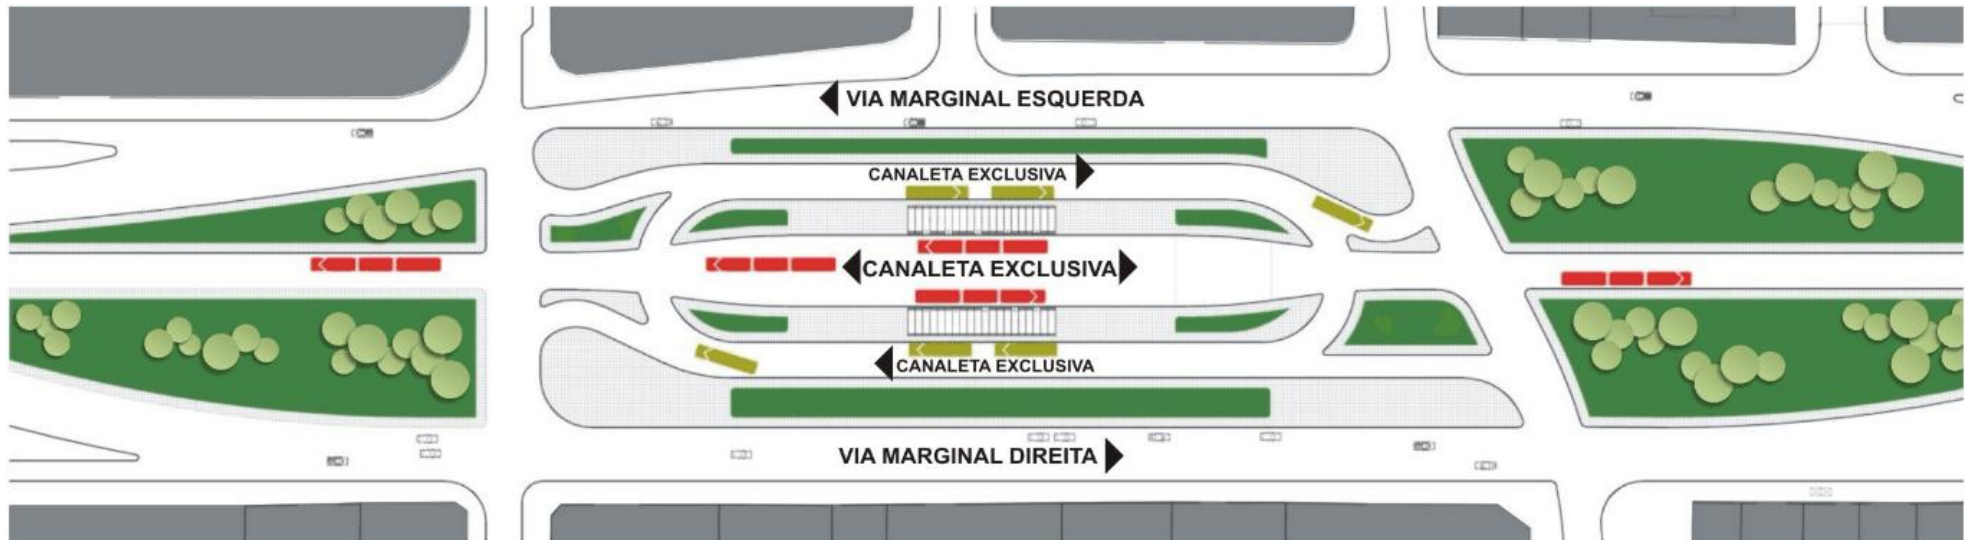 VIA MARGINAL ESQUERDA
CANALETA EXCLUSIVA
CANALETA EXCLUSIVA
CANALETA EXCLUSIVA
VIA MARGINAL DIREITA